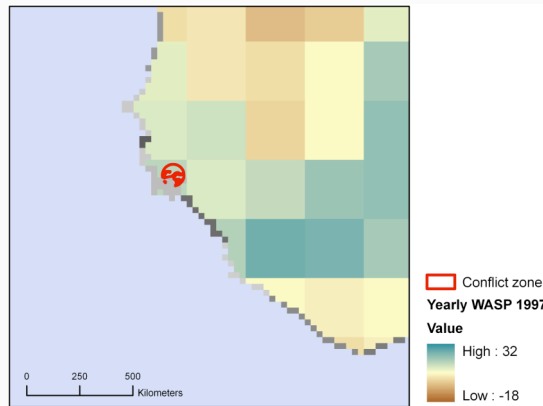 0 250 500
Kilometers
Conflict zone
Yearly WASP 1997
Value
High : 32
Low : -18